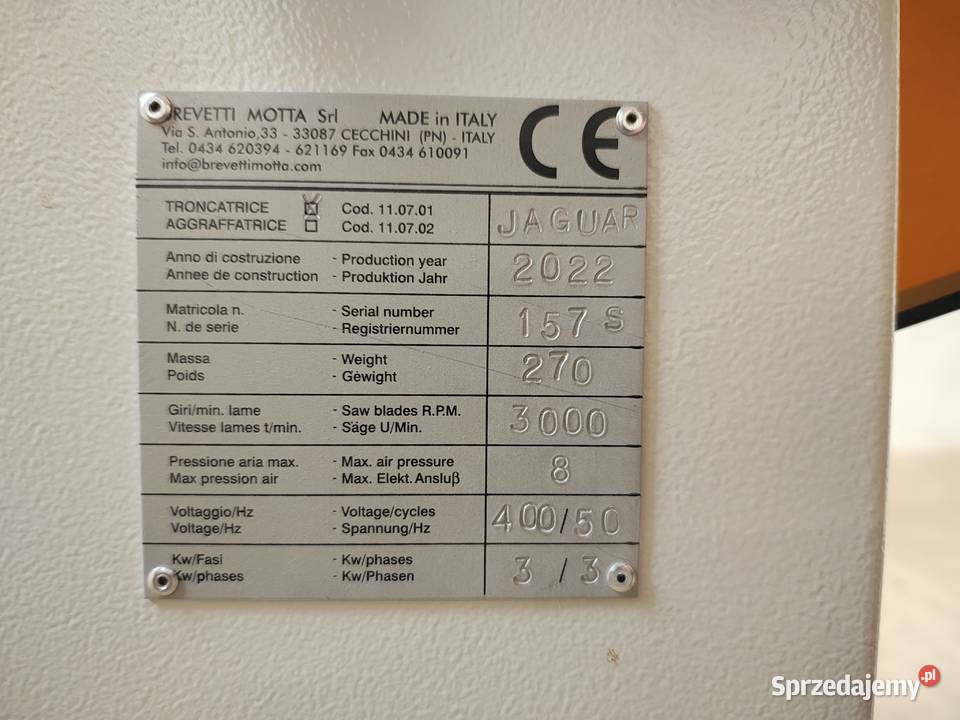 BREVETTI MOTTA Srl MADE in ITALY
Via S. Antonio,33 - 33087 CECCHINI (PN) - ITALY
Tel. 0434 620394 - 621169 Fax 0434 610091
info@brevettimotta.com
CE
TRONCATRICE Cod. 11.07.01
AGGRAFFATRICE Cod. 11.07.02
JAGUAR
Anno di costruzione - Production year
Annee de construction - Produktion Jahr
2022
Matricola n. - Serial number
N. de serie - Registriernummer
157 S
Massa - Weight
Poids - Gèwight
270
Giri/min. lame - Saw blades R.P.M.
Vitesse lames t/min. - Säge U/Min.
3000
Pressione aria max. - Max. air pressure
Max pression air - Max. Elekt. Anslußβ
8
Voltaggio/Hz - Voltage/cycles
Voltage/Hz - Spannung/Hz
400/50
Kw/Fasi - Kw/phases
Kw/phases - Kw/Phasen
3 / 3
Sprzedajemy.pl